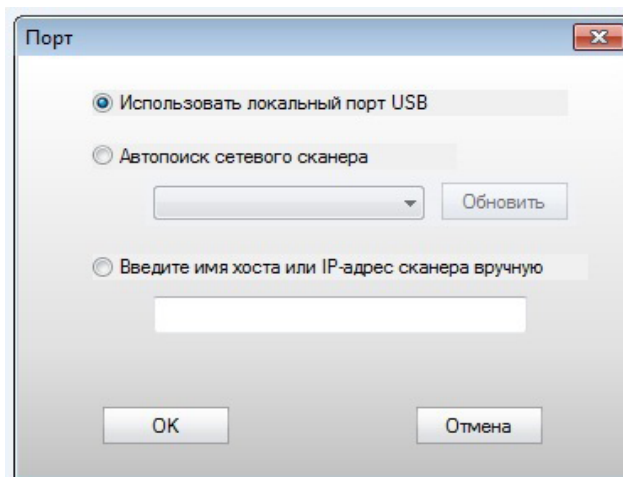 Порт
Использовать локальный порт USB
Автопоиск сетевого сканера
Обновить
Введите имя хоста или IP-адрес сканера вручную
OK
Отмена